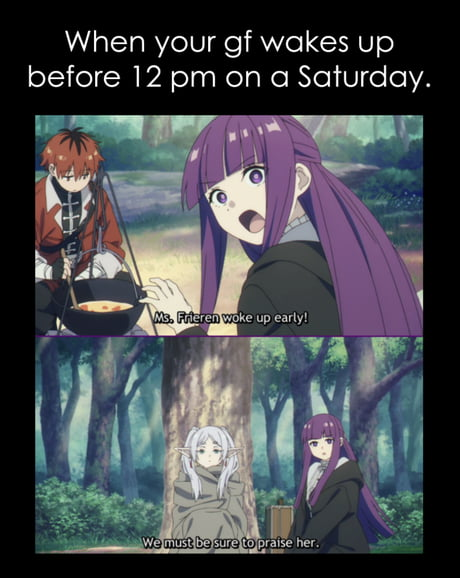 When your gf wakes up
before 12 pm on a Saturday.
Ms. Frieren woke up early!
We must be sure to praise her.